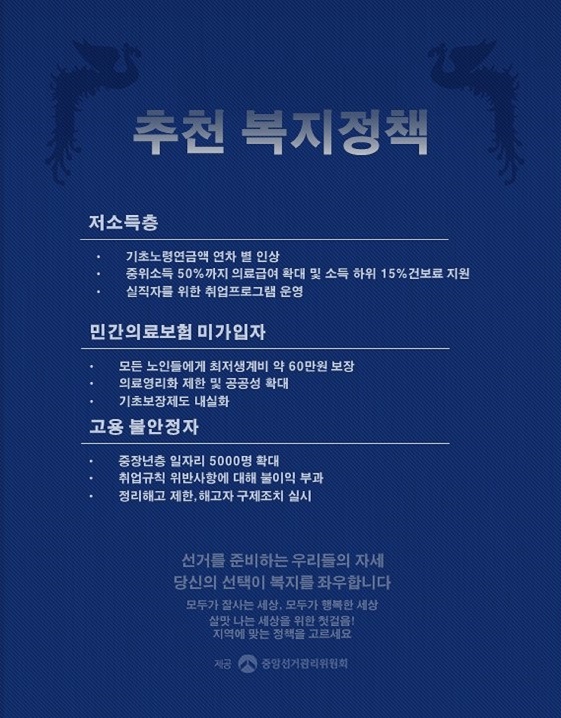 추천 복지정책
저소득층
• 기초노령연금액 연차 별 인상
• 중위소득 50%까지 의료급여 확대 및 소득 하위 15%건보료 지원
• 실직자를 위한 취업프로그램 운영
민간의료보험 미가입자
• 모든 노인들에게 최저생계비 약 60만원 보장
• 의료영리화 제한 및 공공성 확대
• 기초보장제도 내실화
고용 불안정자
• 중장년층 일자리 5000명 확대
• 취업규칙 위반사항에 대해 불이익 부과
• 정리해고 제한,해고자 구제조치 실시
선거를 준비하는 우리들의 자세
당신의 선택이 복지를 좌우합니다
모두가 잘사는 세상, 모두가 행복한 세상
살맛 나는 세상을 위한 첫걸음!
지역에 맞는 정책을 고르세요
제공 중앙선거관리위원회